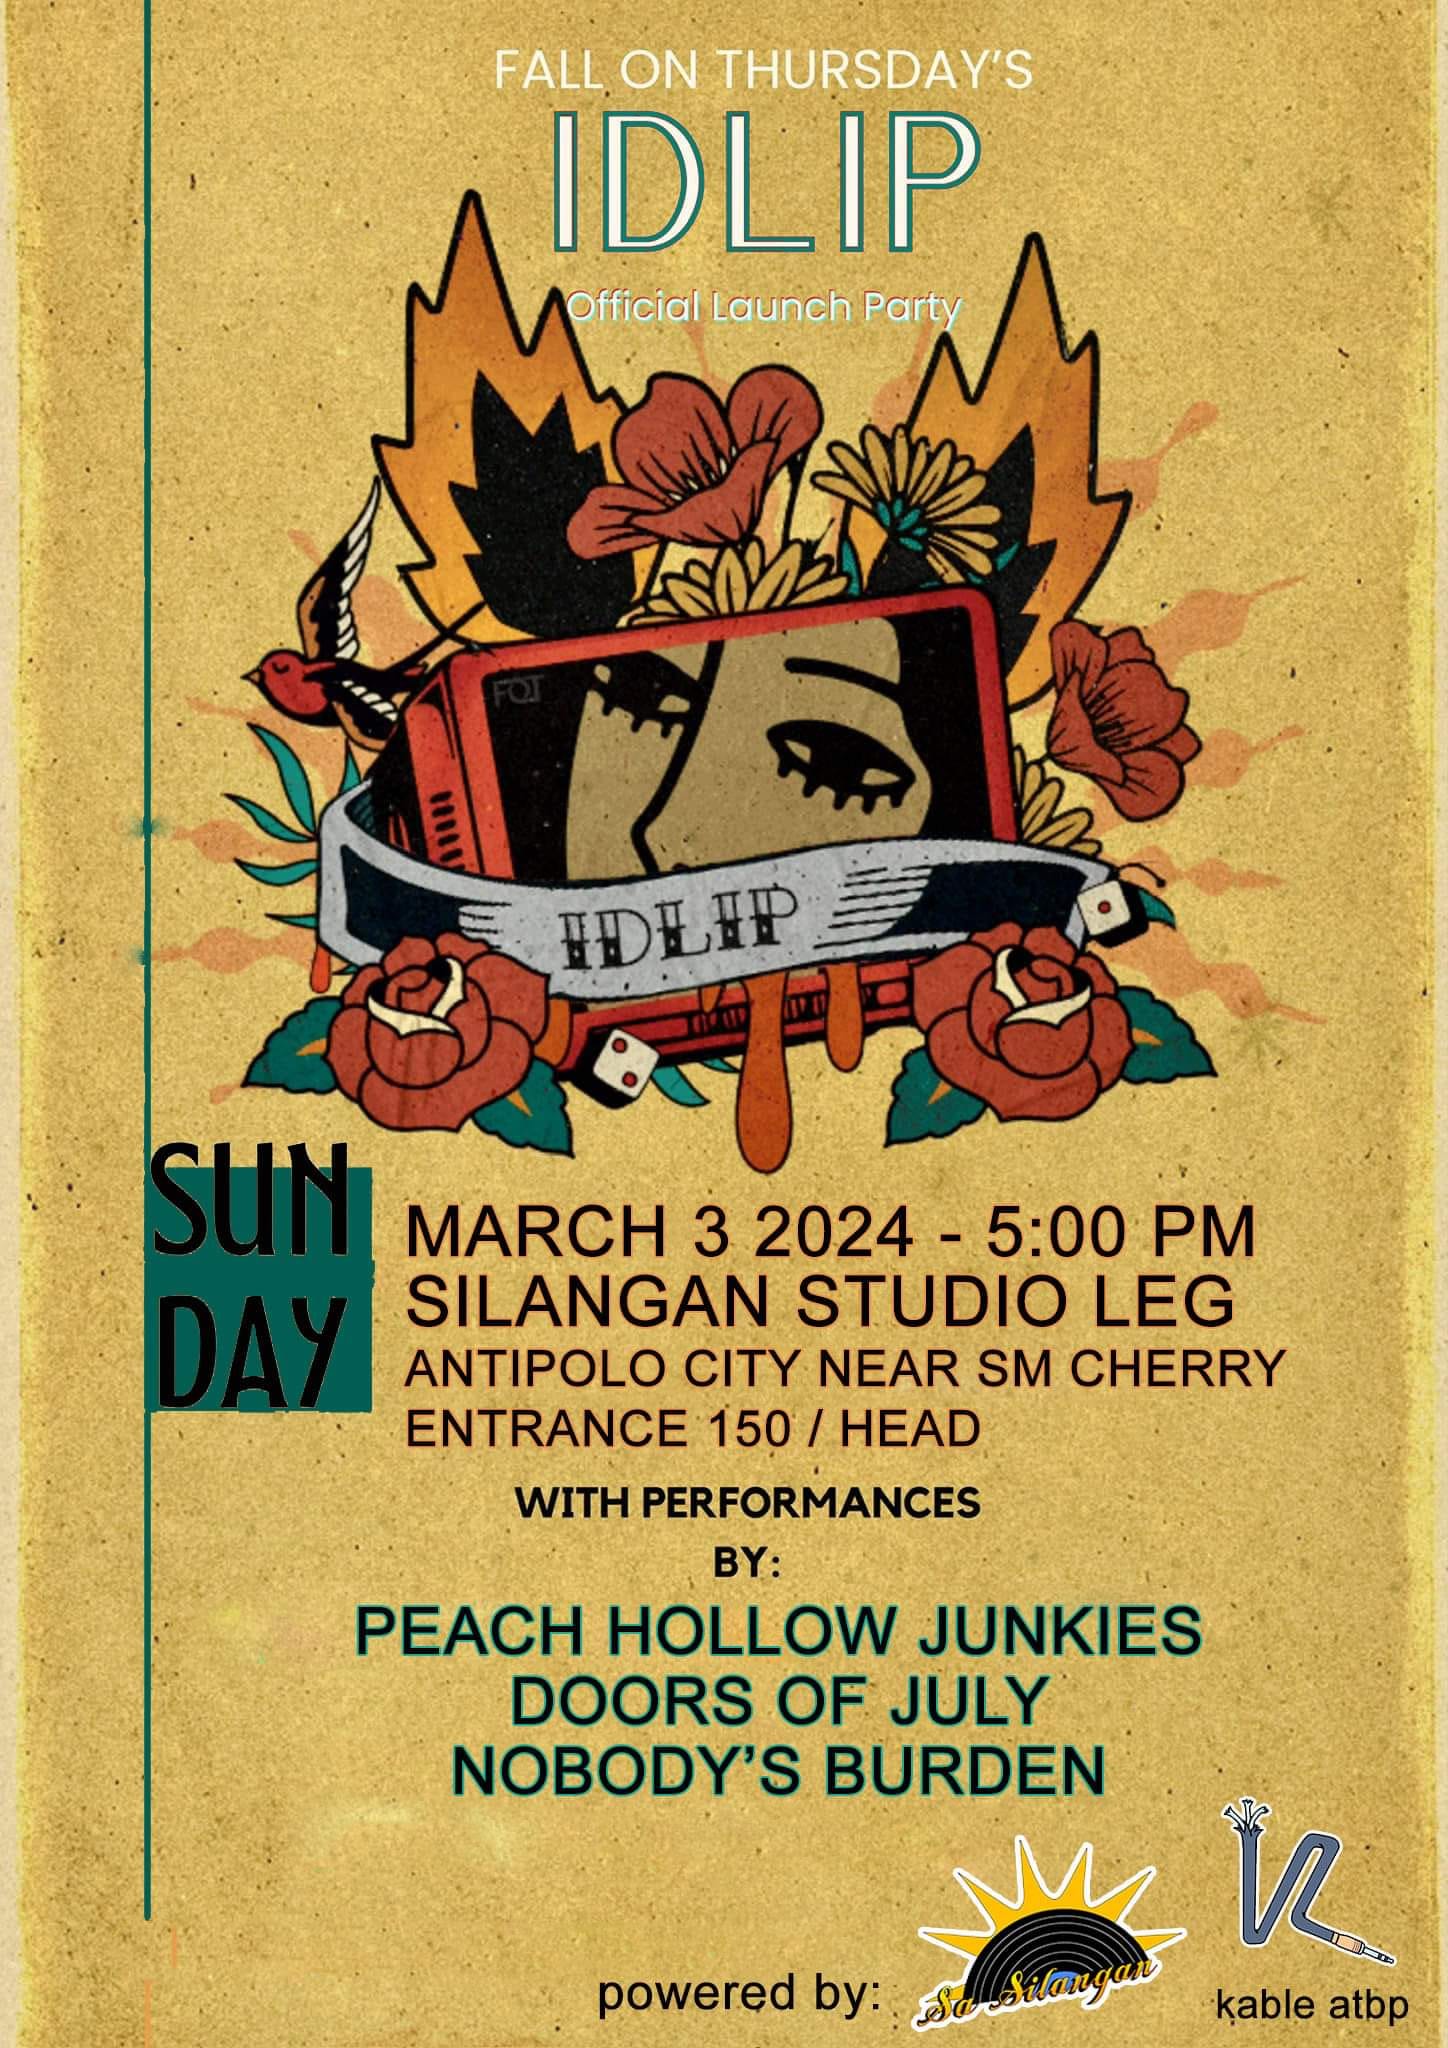 FALL ON THURSDAY'S
IDLIP
Official Launch Party
FOT
IDLIP
SUN
DAY
MARCH 3 2024 - 5:00 PM
SILANGAN STUDIO LEG
ANTIPOLO CITY NEAR SM CHERRY
ENTRANCE 150 / HEAD
WITH PERFORMANCES
BY:
PEACH HOLLOW JUNKIES
DOORS OF JULY
NOBODY'S BURDEN
powered by:
Sa Silangan
kable atbp